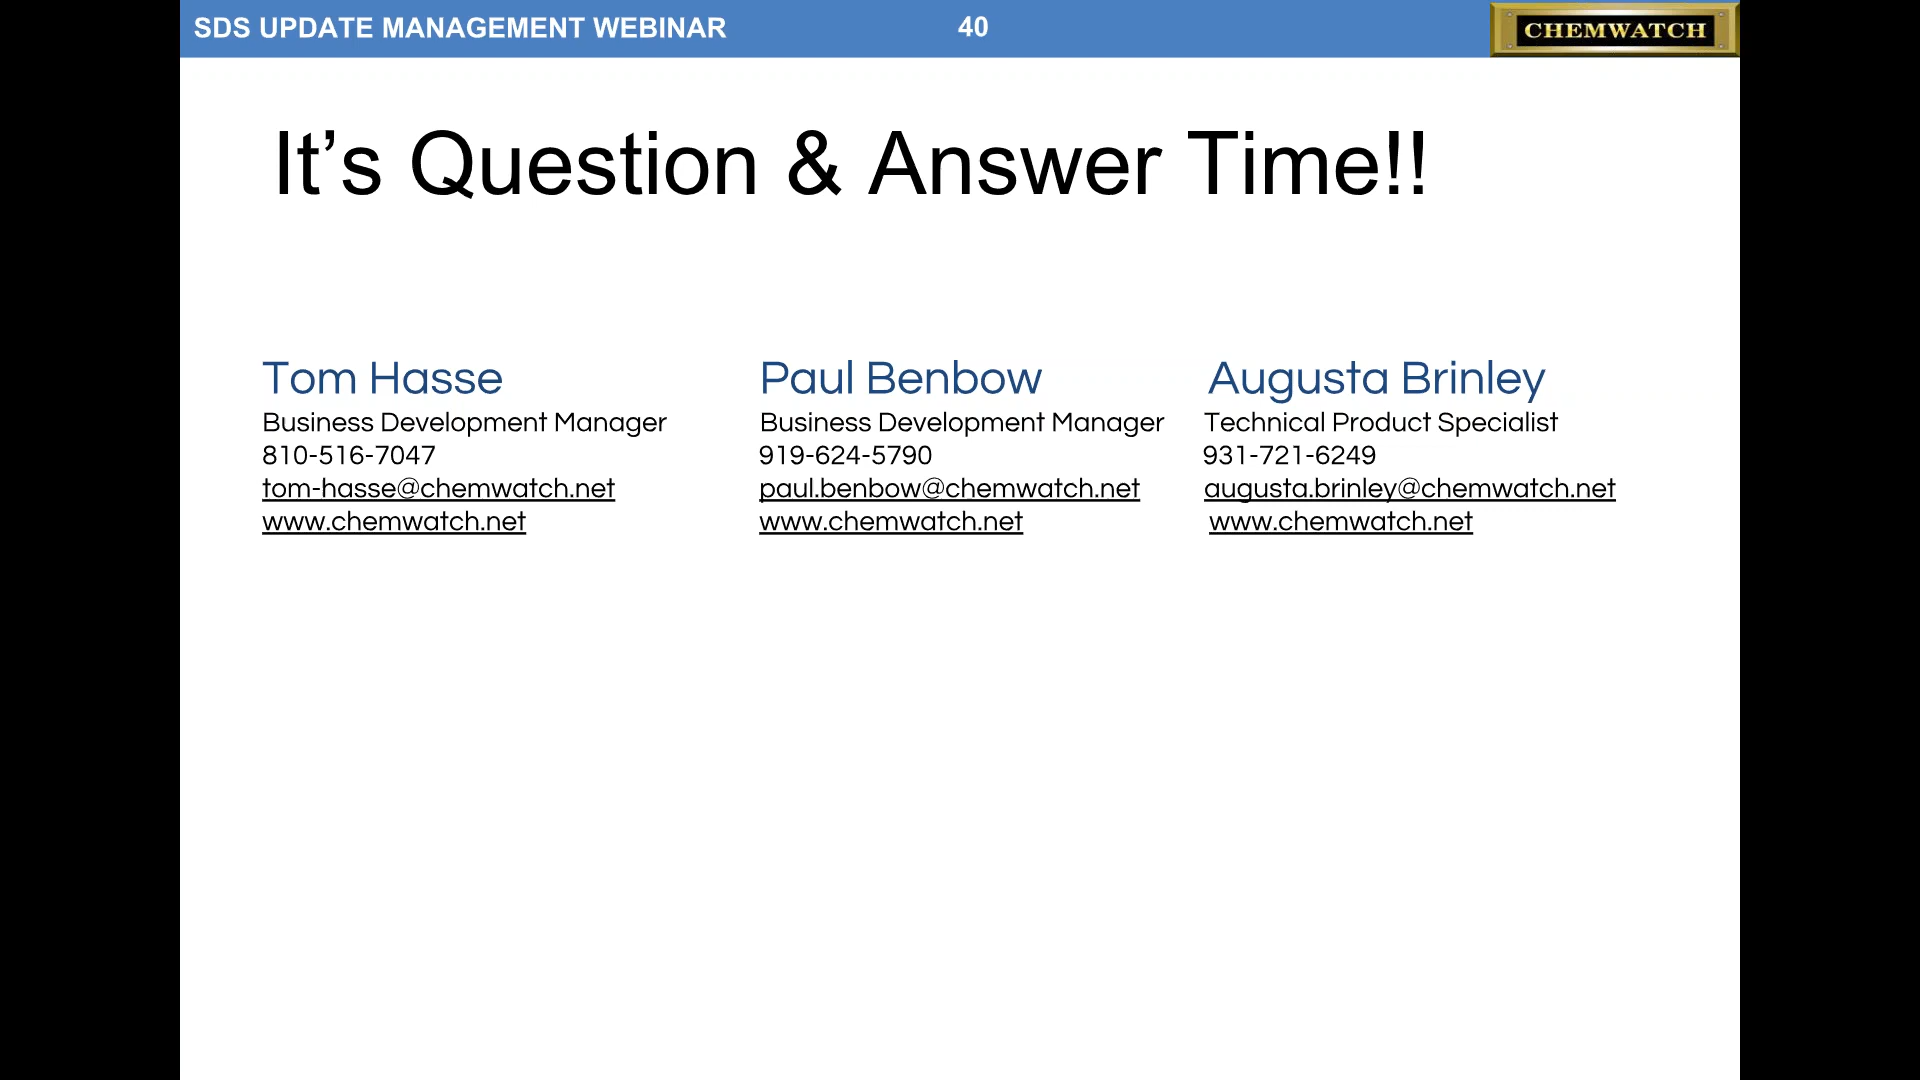 SDS UPDATE MANAGEMENT WEBINAR
40
CHEMWATCH
It’s Question & Answer Time!!
Tom Hasse
Business Development Manager
810-516-7047
tom-hasse@chemwatch.net
www.chemwatch.net
Paul Benbow
Business Development Manager
919-624-5790
paul.benbow@chemwatch.net
www.chemwatch.net
Augusta Brinley
Technical Product Specialist
931-721-6249
augusta.brinley@chemwatch.net
www.chemwatch.net